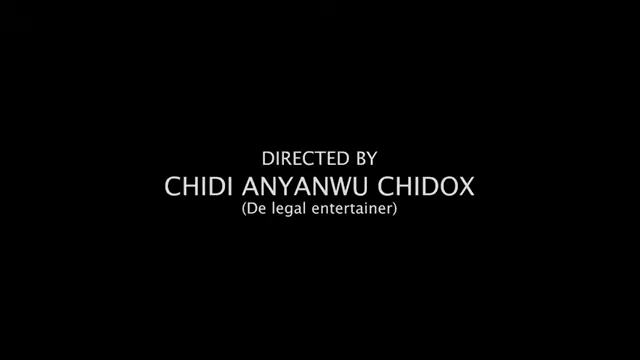 DIRECTED BY
CHIDI ANYANWU CHIDOX
(De legal entertainer)